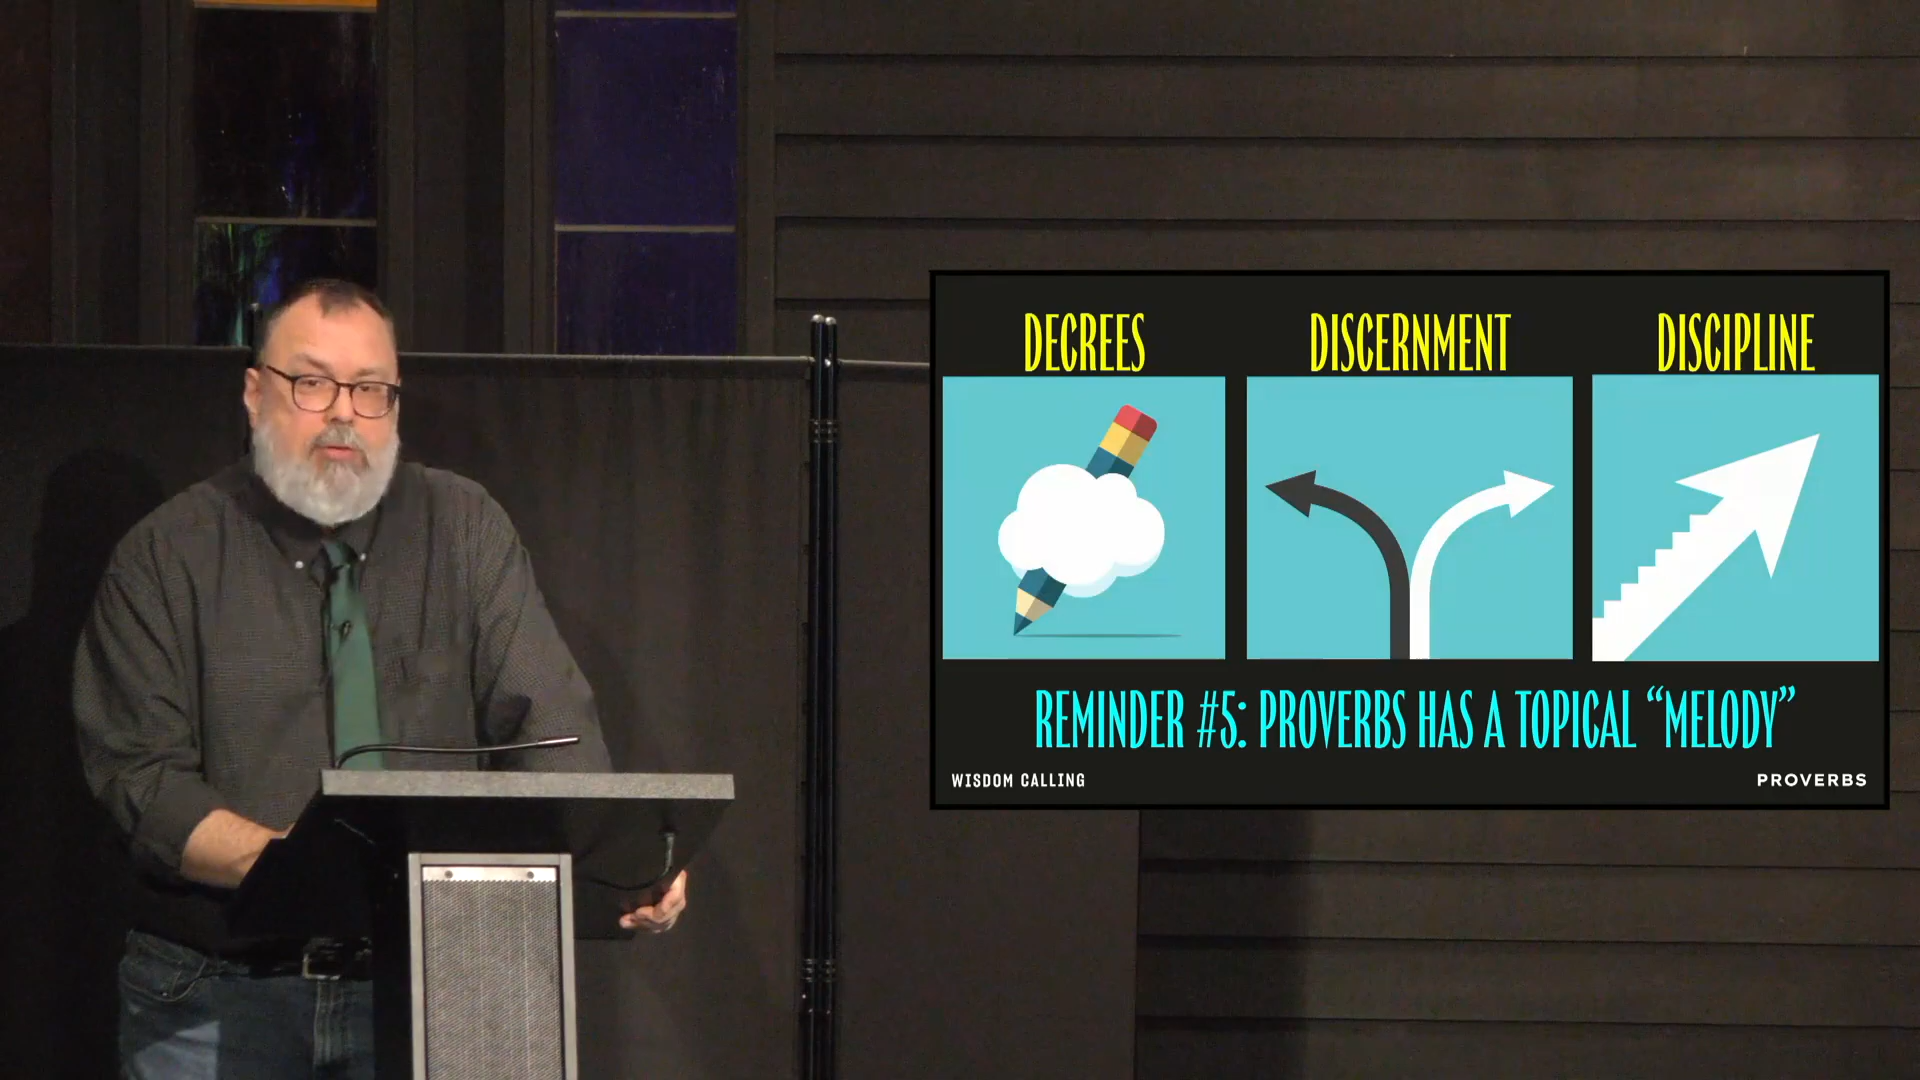 DECREES
DISCERNMENT
DISCIPLINE
REMINDER #5: PROVERBS HAS A TOPICAL “MELODY”
WISDOM CALLING
PROVERBS